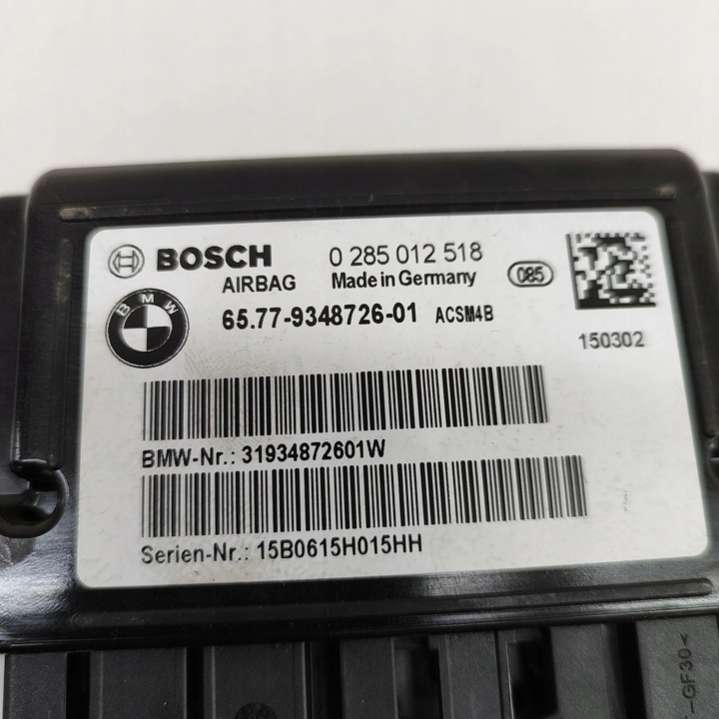 BOSCH 0 285 012 518
AIRBAG Made in Germany 085
BMW 65.77-9348726-01 ACSM4B
150302
BMW-Nr.: 31934872601W
Serien-Nr.: 15B0615H015HH
-GF30<